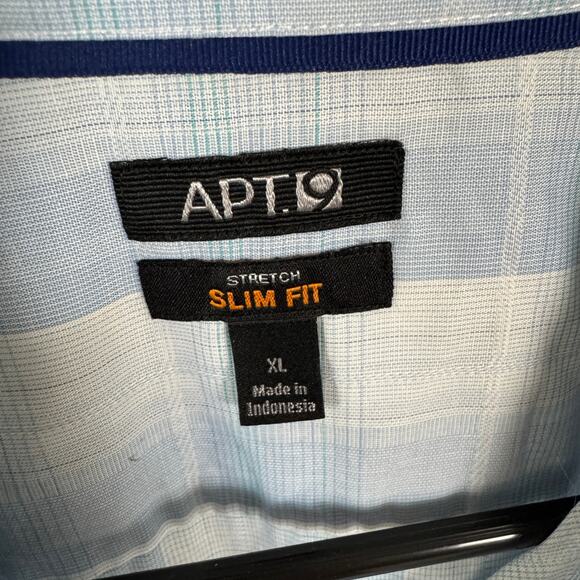 APT.9
STRETCH
SLIM FIT
XL
Made in
Indonesia